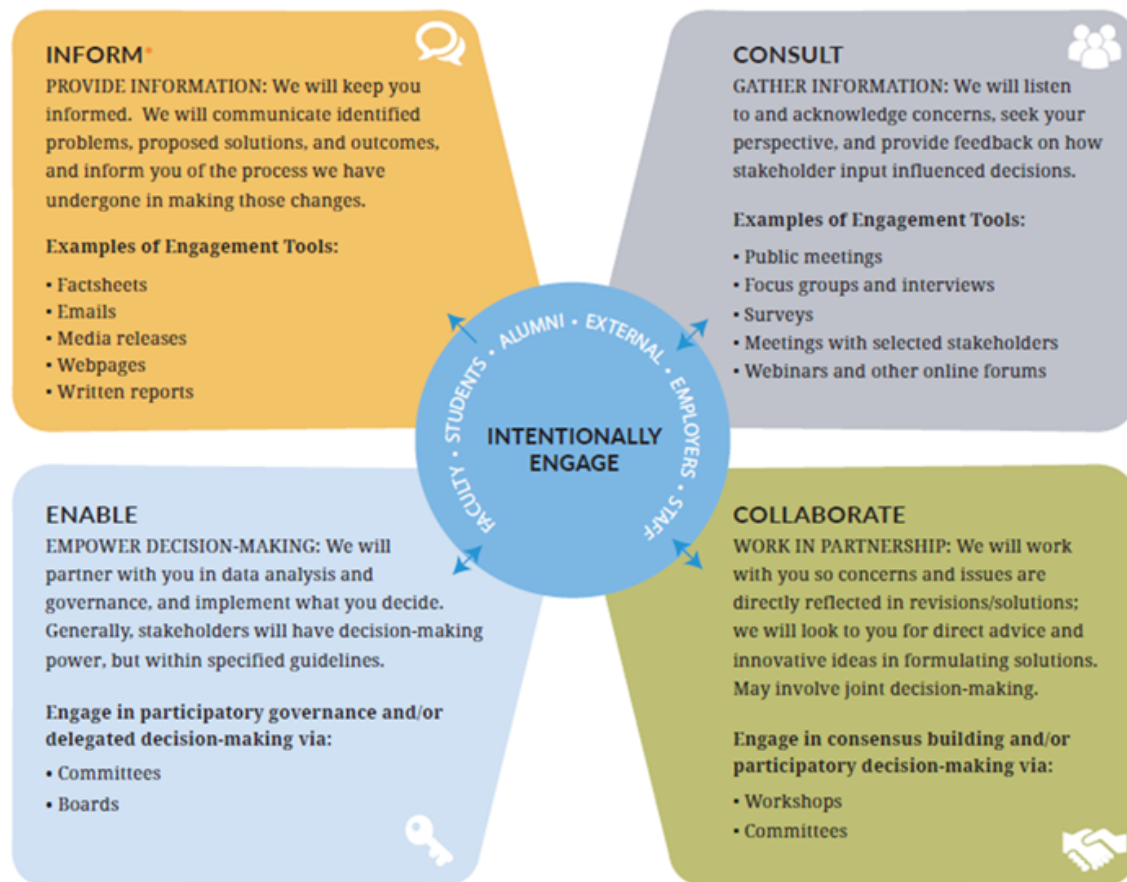 INFORM*
PROVIDE INFORMATION: We will keep you
informed.  We will communicate identified
problems, proposed solutions, and outcomes,
and inform you of the process we have
undergone in making those changes.
Examples of Engagement Tools:
• Factsheets
• Emails
• Media releases
• Webpages
• Written reports
CONSULT
GATHER INFORMATION: We will listen
to and acknowledge concerns, seek your
perspective, and provide feedback on how
stakeholder input influenced decisions.
Examples of Engagement Tools:
• Public meetings
• Focus groups and interviews
• Surveys
• Meetings with selected stakeholders
• Webinars and other online forums
FACULTY • STUDENTS • ALUMNI • EXTERNAL • EMPLOYERS • STAFF
INTENTIONALLY
ENGAGE
ENABLE
EMPOWER DECISION-MAKING: We will
partner with you in data analysis and
governance, and implement what you decide.
Generally, stakeholders will have decision-making
power, but within specified guidelines.
Engage in participatory governance and/or
delegated decision-making via:
• Committees
• Boards
COLLABORATE
WORK IN PARTNERSHIP: We will work
with you so concerns and issues are
directly reflected in revisions/solutions;
we will look to you for direct advice and
innovative ideas in formulating solutions.
May involve joint decision-making.
Engage in consensus building and/or
participatory decision-making via:
• Workshops
• Committees